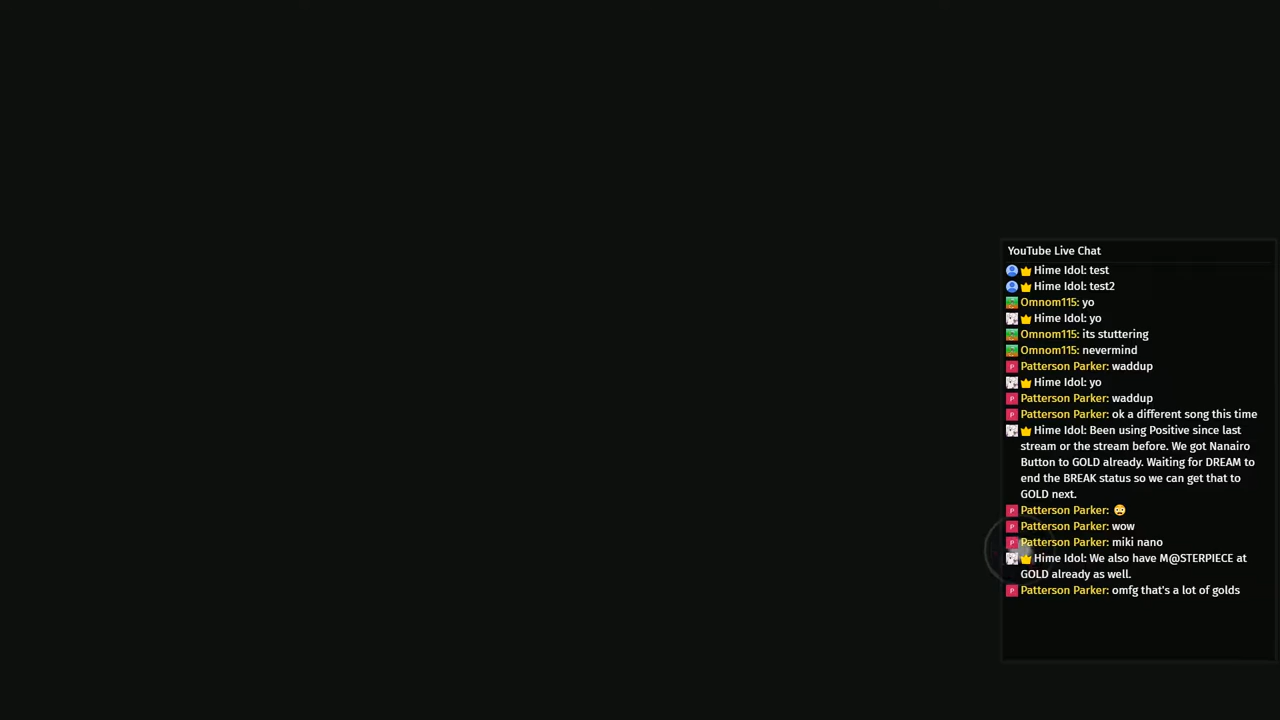 YouTube Live Chat
Hime Idol: test
Hime Idol: test2
Omnom115: yo
Hime Idol: yo
Omnom115: its stuttering
Omnom115: nevermind
P Patterson Parker: waddup
Hime Idol: yo
P Patterson Parker: waddup
P Patterson Parker: ok a different song this time
Hime Idol: Been using Positive since last
stream or the stream before. We got Nanairo
Button to GOLD already. Waiting for DREAM to
end the BREAK status so we can get that to
GOLD next.
P Patterson Parker: 😳
P Patterson Parker: wow
P Patterson Parker: miki nano
Hime Idol: We also have M@STERPIECE at
GOLD already as well.
P Patterson Parker: omfg that's a lot of golds